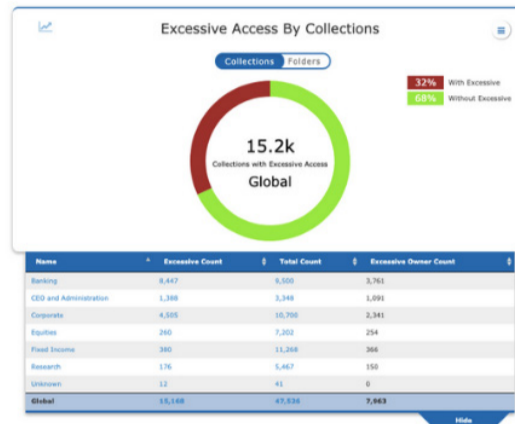 Excessive Access By Collections
Collections Folders
32% With Excessive
68% Without Excessive
15.2k
Collections with Excessive Access
Global
Name Excessive Count Total Count Excessive Owner Count
Banking 8,447 9,500 3,761
CEO and Administration 1,388 3,348 1,091
Corporate 4,505 10,700 2,341
Equities 260 7,202 254
Fixed Income 380 11,268 366
Research 176 5,467 150
Unknown 12 41 0
Global 15,168 47,536 7,963
Hide